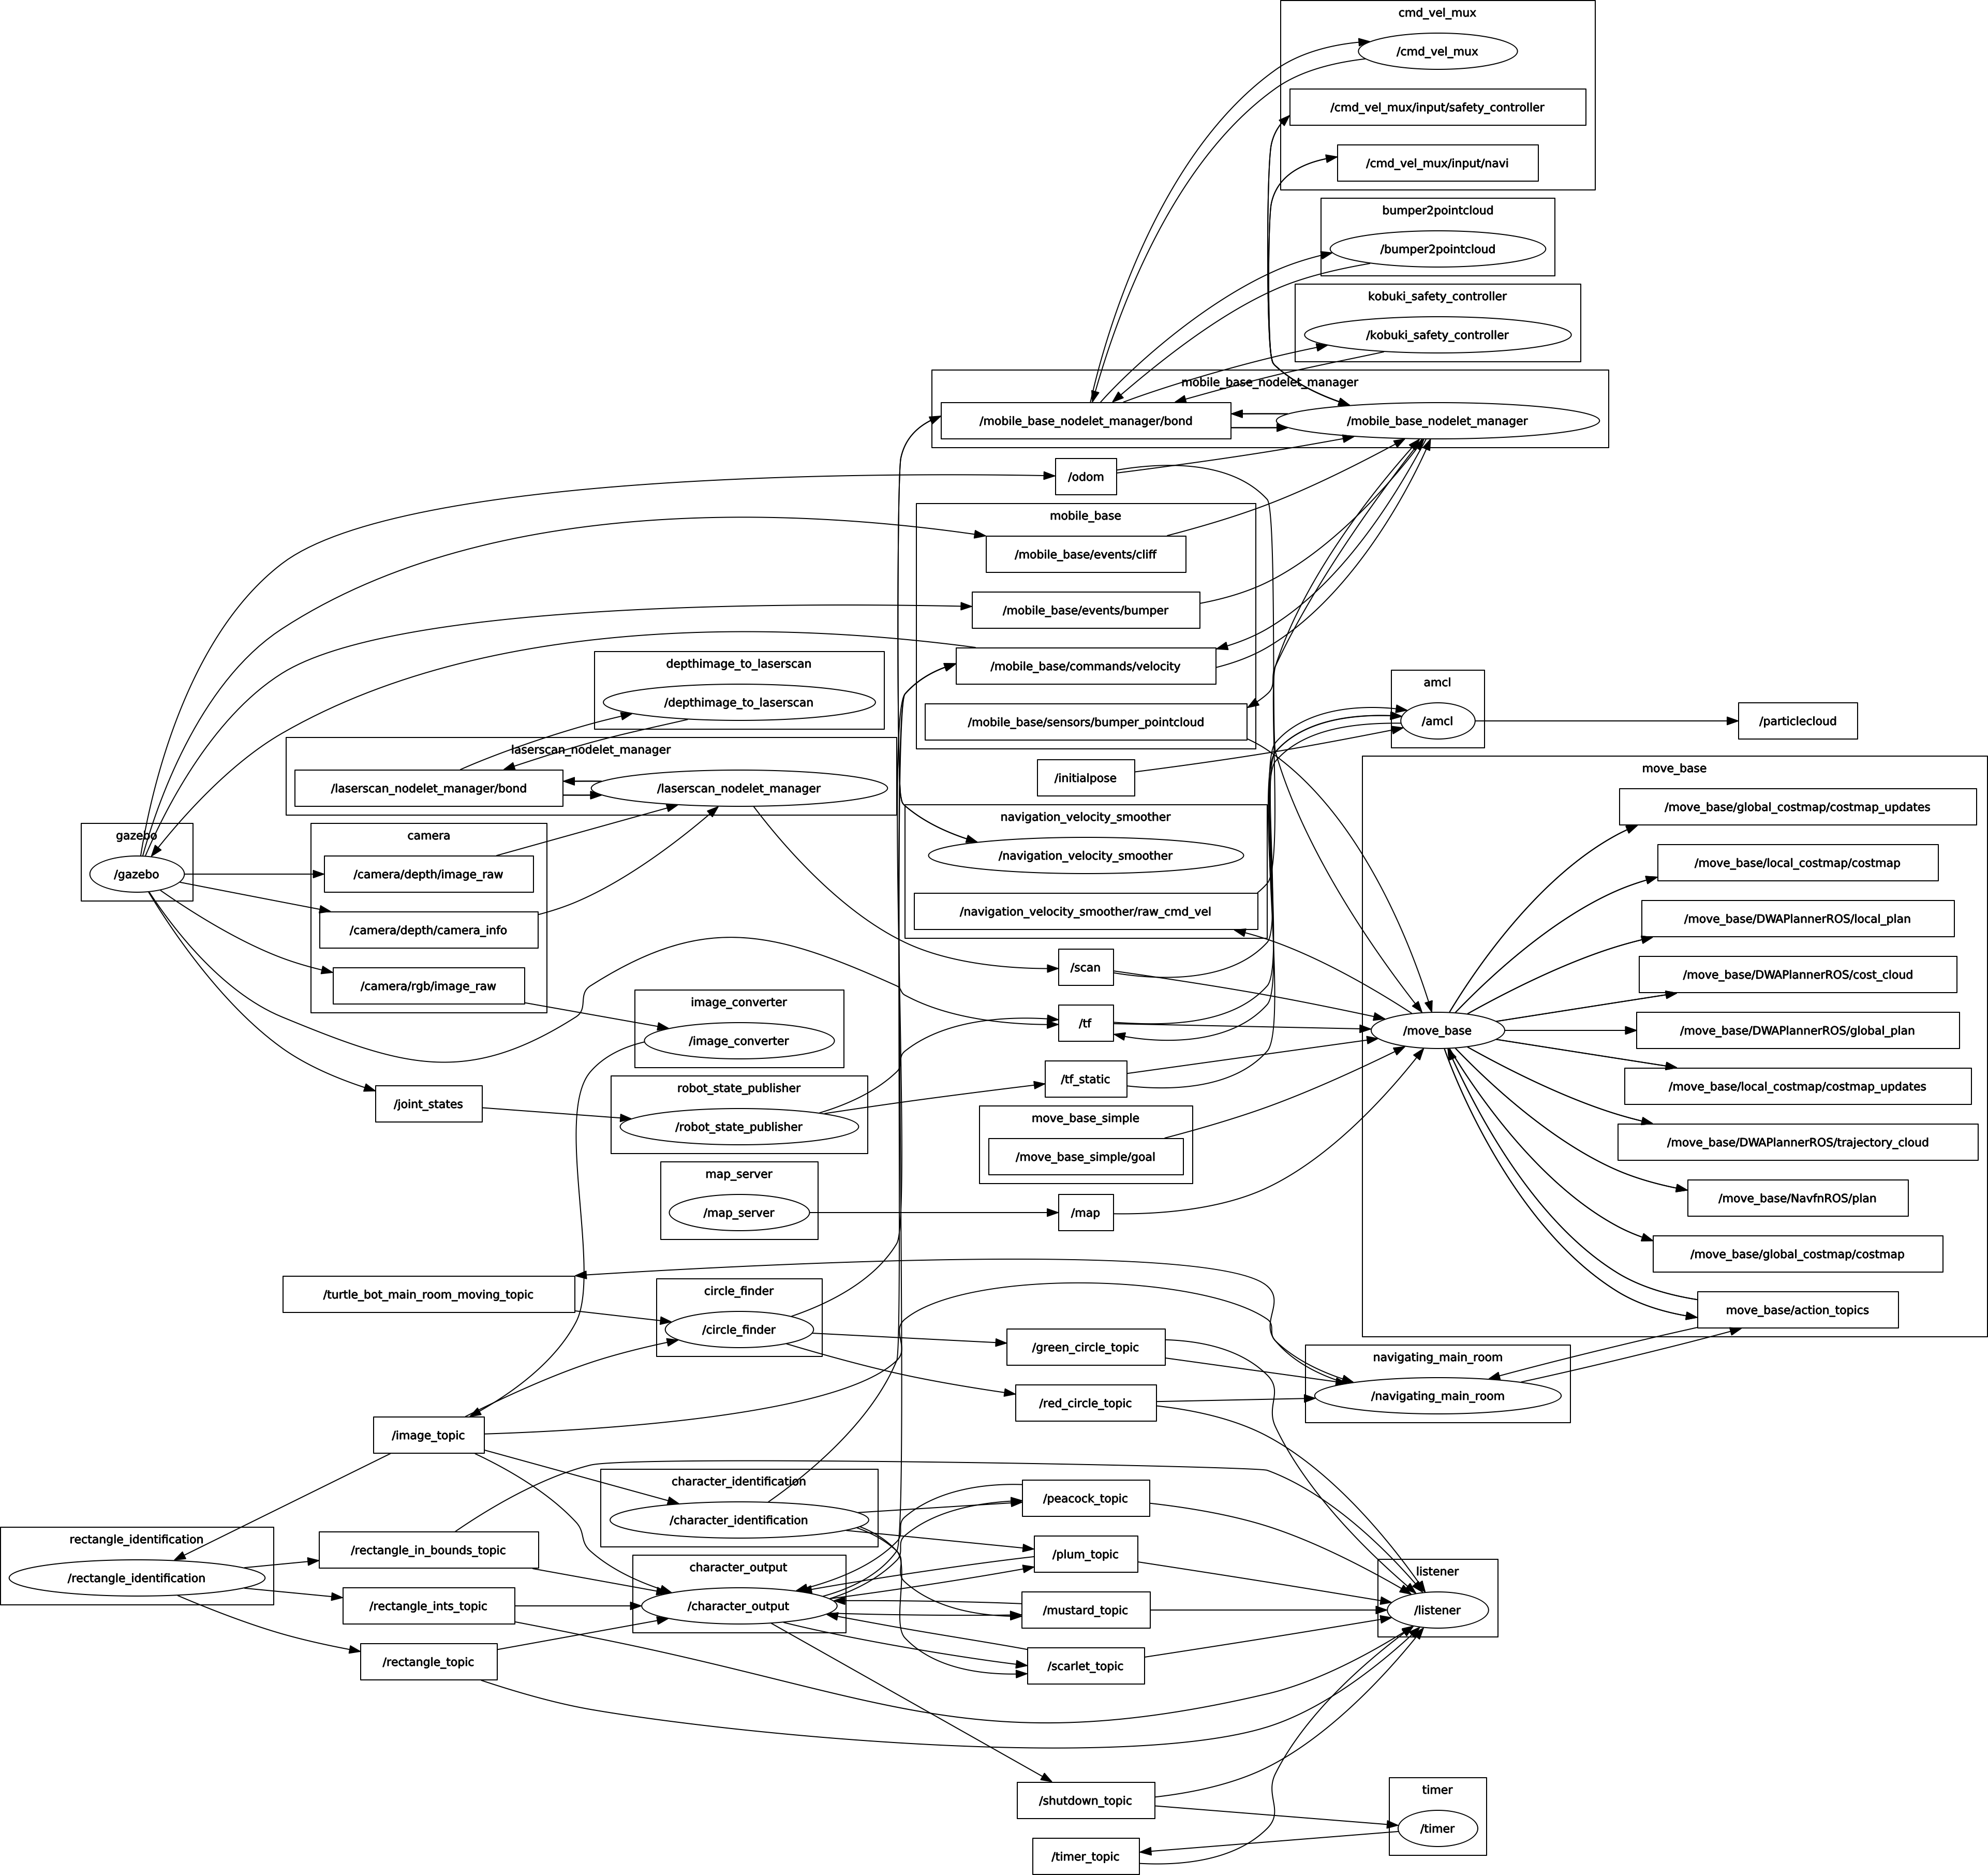 cmd_vel_mux
/cmd_vel_mux
/cmd_vel_mux/input/safety_controller
/cmd_vel_mux/input/navi
bumper2pointcloud
/bumper2pointcloud
kobuki_safety_controller
/kobuki_safety_controller
mobile_base_nodelet_manager
/mobile_base_nodelet_manager/bond
/mobile_base_nodelet_manager
/odom
mobile_base
/mobile_base/events/cliff
/mobile_base/events/bumper
/mobile_base/commands/velocity
/mobile_base/sensors/bumper_pointcloud
depthimage_to_laserscan
/depthimage_to_laserscan
laserscan_nodelet_manager
/laserscan_nodelet_manager/bond
/laserscan_nodelet_manager
amcl
/amcl
/particlecloud
/initialpose
gazebo
/gazebo
camera
/camera/depth/image_raw
/camera/depth/camera_info
/camera/rgb/image_raw
navigation_velocity_smoother
/navigation_velocity_smoother
/navigation_velocity_smoother/raw_cmd_vel
move_base
/move_base/global_costmap/costmap_updates
/move_base/local_costmap/costmap
/move_base/DWAPlannerROS/local_plan
/move_base/DWAPlannerROS/cost_cloud
/move_base
/move_base/DWAPlannerROS/global_plan
/move_base/local_costmap/costmap_updates
/move_base/DWAPlannerROS/trajectory_cloud
/move_base/NavfnROS/plan
/move_base/global_costmap/costmap
move_base/action_topics
/scan
/tf
/tf_static
image_converter
/image_converter
/joint_states
robot_state_publisher
/robot_state_publisher
move_base_simple
/move_base_simple/goal
map_server
/map_server
/map
/turtle_bot_main_room_moving_topic
circle_finder
/circle_finder
/green_circle_topic
/red_circle_topic
navigating_main_room
/navigating_main_room
/image_topic
character_identification
/character_identification
/peacock_topic
/plum_topic
/mustard_topic
/scarlet_topic
rectangle_identification
/rectangle_identification
/rectangle_in_bounds_topic
/rectangle_ints_topic
/rectangle_topic
character_output
/character_output
listener
/listener
/shutdown_topic
timer
/timer
/timer_topic